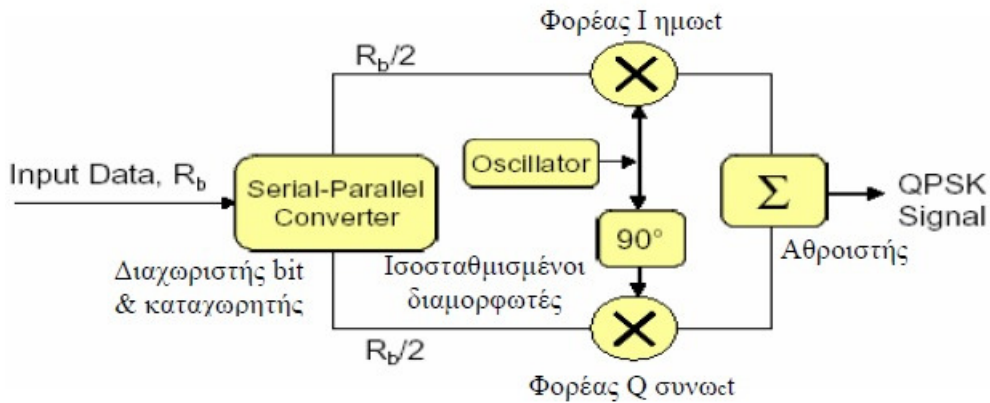 Φορέας I ημωct
Rb/2
Input Data, Rb
Serial-Parallel
Converter
Oscillator
90°
Σ
QPSK
Signal
Διαχωριστής bit
& καταχωρητής
Ισοσταθμισμένοι
διαμορφωτές
Αθροιστής
Rb/2
Φορέας Q συνωct